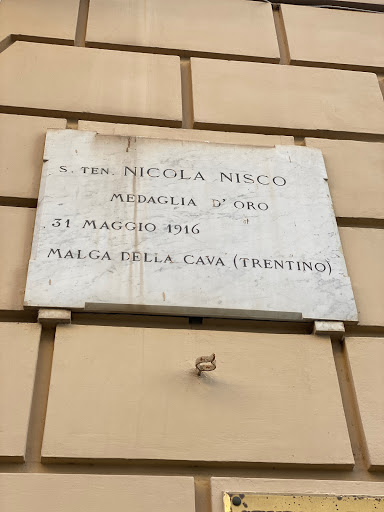 S. TEN. NICOLA NISCO
MEDAGLIA D' ORO
31 MAGGIO 1916
MALGA DELLA CAVA (TRENTINO)